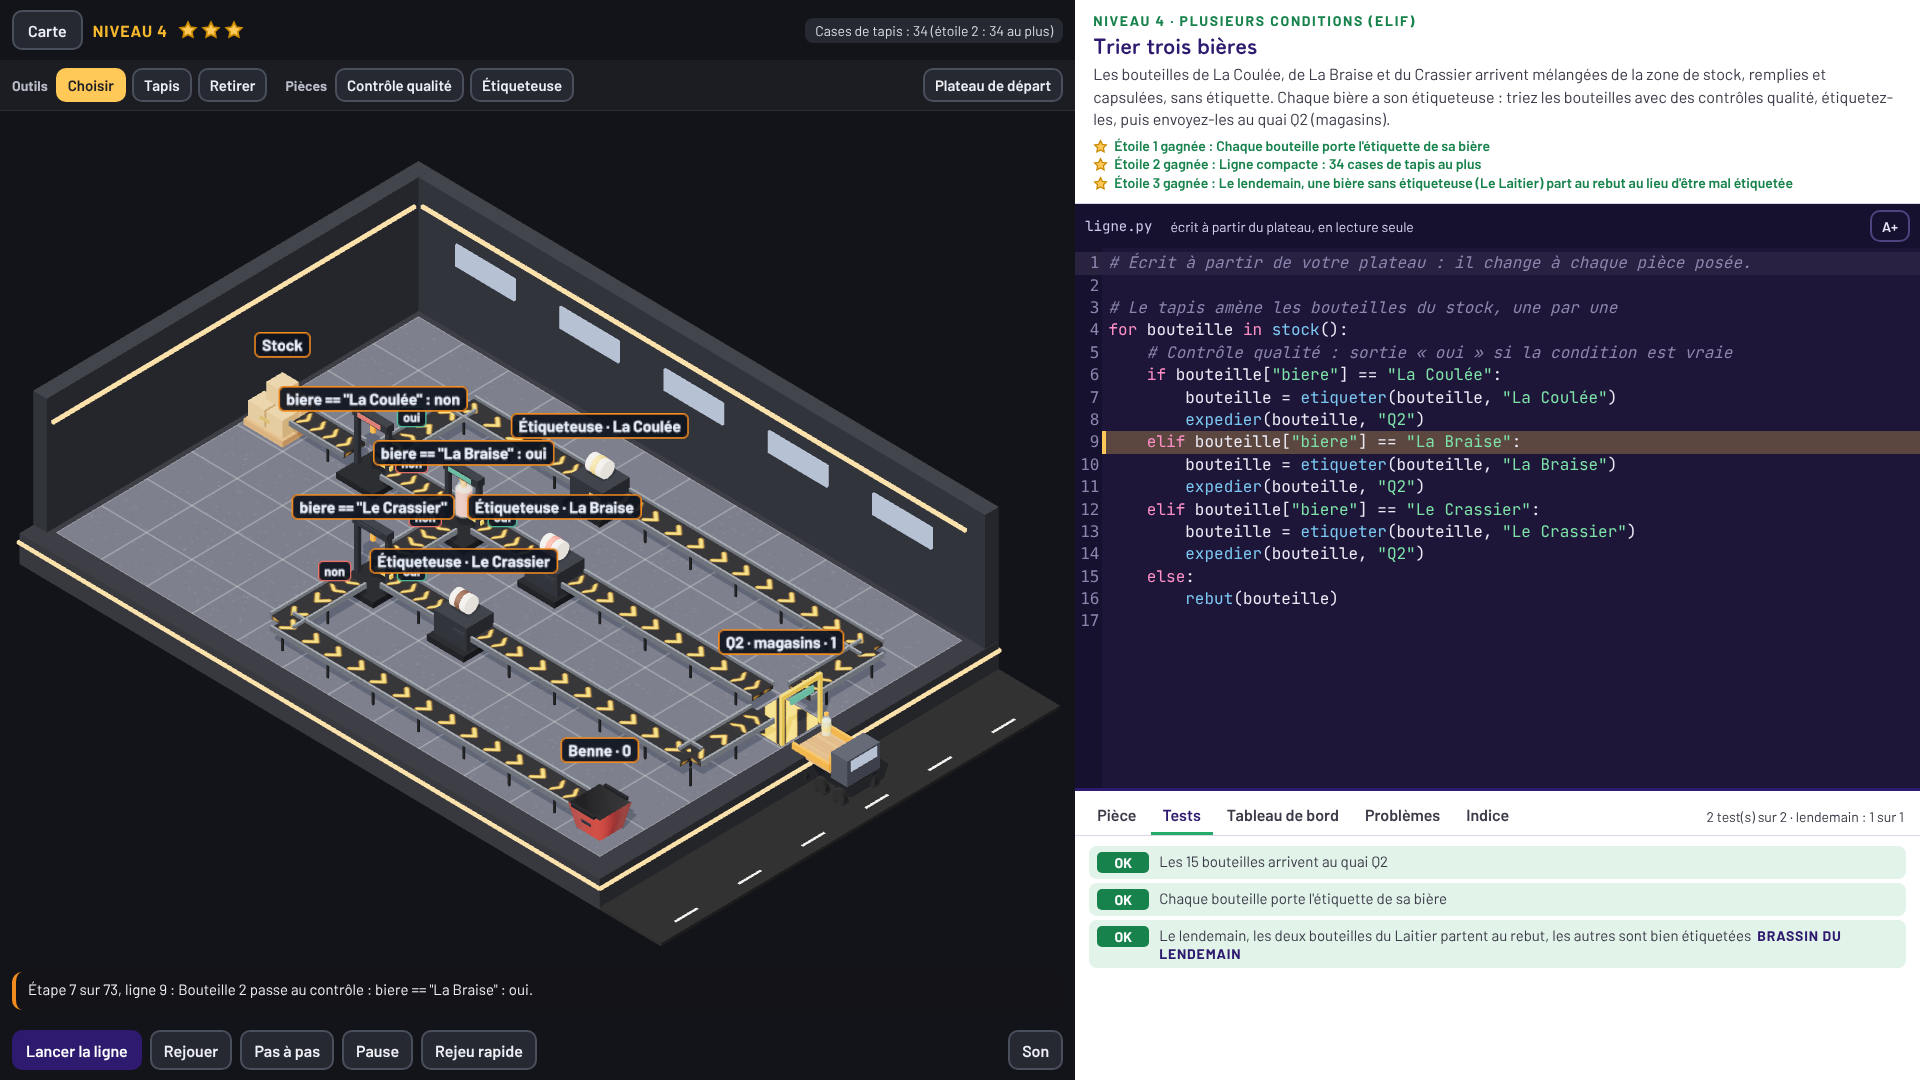 Carte
NIVEAU 4
Cases de tapis : 34 (étoile 2 : 34 au plus)
Outils
Choisir
Tapis
Retirer
Pièces
Contrôle qualité
Étiqueteuse
Plateau de départ
Stock
biere == "La Coulée" : non
oui
Étiqueteuse · La Coulée
biere == "La Braise" : oui
biere == "Le Crassier"
Étiqueteuse · La Braise
Étiqueteuse · Le Crassier
non
Q2 · magasins · 1
Benne · 0
Étape 7 sur 73, ligne 9 : Bouteille 2 passe au contrôle : biere == "La Braise" : oui.
Lancer la ligne
Rejouer
Pas à pas
Pause
Rejeu rapide
Son
NIVEAU 4 · PLUSIEURS CONDITIONS (ELIF)
Trier trois bières
Les bouteilles de La Coulée, de La Braise et du Crassier arrivent mélangées de la zone de stock, remplies et
capsulées, sans étiquette. Chaque bière a son étiqueteuse : triez les bouteilles avec des contrôles qualité, étiquetez-
les, puis envoyez-les au quai Q2 (magasins).
Étoile 1 gagnée : Chaque bouteille porte l'étiquette de sa bière
Étoile 2 gagnée : Ligne compacte : 34 cases de tapis au plus
Étoile 3 gagnée : Le lendemain, une bière sans étiqueteuse (Le Laitier) part au rebut au lieu d'être mal étiquetée
ligne.py
écrit à partir du plateau, en lecture seule
A+
1 # Écrit à partir de votre plateau : il change à chaque pièce posée.
2
3 # Le tapis amène les bouteilles du stock, une par une
4 for bouteille in stock():
5     # Contrôle qualité : sortie « oui » si la condition est vraie
6     if bouteille["biere"] == "La Coulée":
7         bouteille = etiqueter(bouteille, "La Coulée")
8         expedier(bouteille, "Q2")
9     elif bouteille["biere"] == "La Braise":
10         bouteille = etiqueter(bouteille, "La Braise")
11         expedier(bouteille, "Q2")
12     elif bouteille["biere"] == "Le Crassier":
13         bouteille = etiqueter(bouteille, "Le Crassier")
14         expedier(bouteille, "Q2")
15     else:
16         rebut(bouteille)
17
Pièce
Tests
Tableau de bord
Problèmes
Indice
2 test(s) sur 2 · lendemain : 1 sur 1
OK Les 15 bouteilles arrivent au quai Q2
OK Chaque bouteille porte l'étiquette de sa bière
OK Le lendemain, les deux bouteilles du Laitier partent au rebut, les autres sont bien étiquetées BRASSIN DU
LENDEMAIN